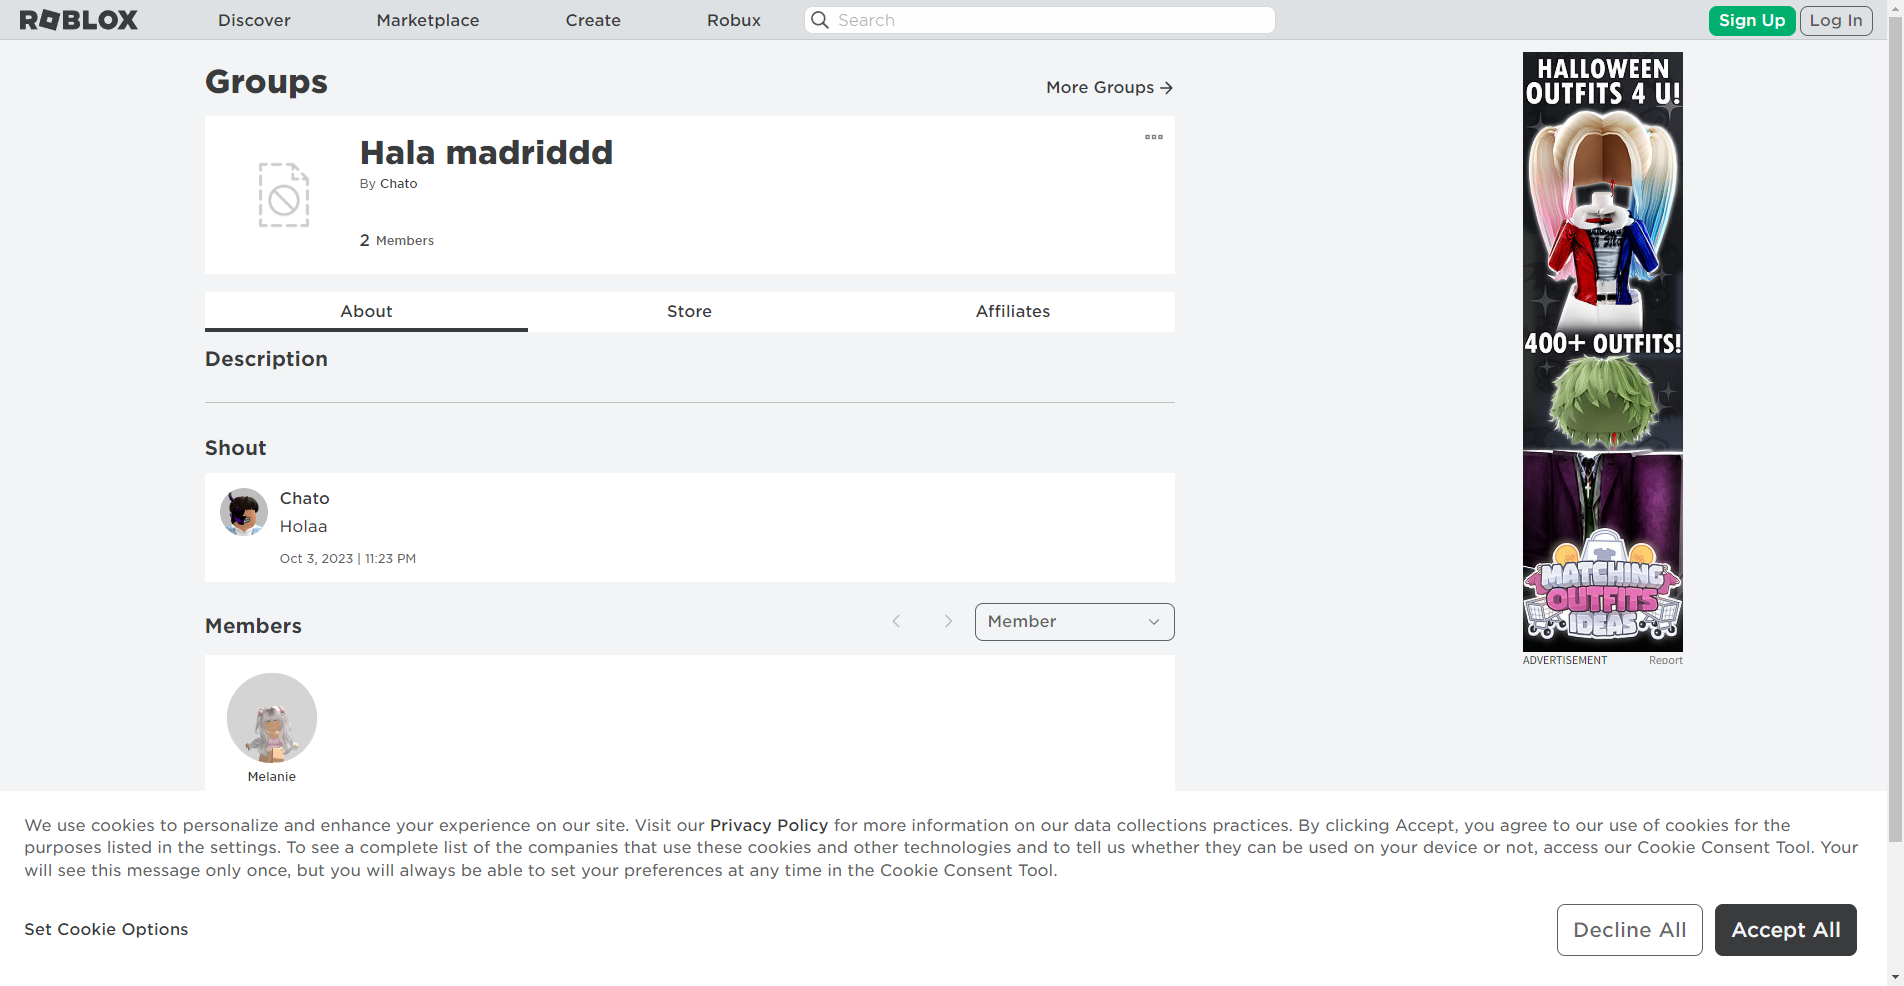 ROBLOX
Discover
Marketplace
Create
Robux
Search
Sign Up
Log In
Groups
More Groups
Hala madriddd
By Chato
2 Members
About
Store
Affiliates
Description
Shout
Chato
Holaa
Oct 3, 2023 | 11:23 PM
Members
Member
Melanie
HALLOWEEN
OUTFITS 4 U!
400+ OUTFITS!
MATCHING
OUTFITS
IDEAS
ADVERTISEMENT
Report
We use cookies to personalize and enhance your experience on our site. Visit our Privacy Policy for more information on our data collections practices. By clicking Accept, you agree to our use of cookies for the
purposes listed in the settings. To see a complete list of the companies that use these cookies and other technologies and to tell us whether they can be used on your device or not, access our Cookie Consent Tool. Your
will see this message only once, but you will always be able to set your preferences at any time in the Cookie Consent Tool.
Set Cookie Options
Decline All
Accept All